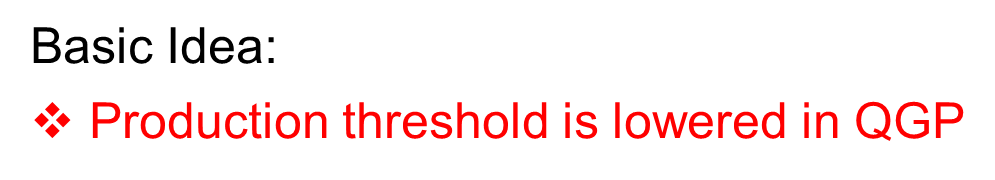 Basic Idea:
❖ Production threshold is lowered in QGP